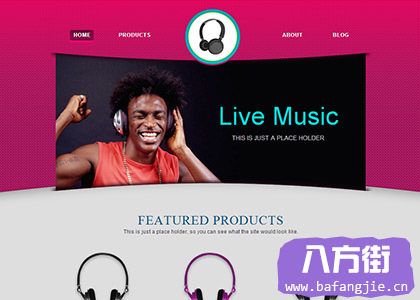 HOME PRODUCTS ABOUT BLOG
Live Music
THIS IS JUST A PLACE HOLDER
FEATURED PRODUCTS
This is just a place holder, so you can see what the site would look like.
八方街
www.bafangjie.cn